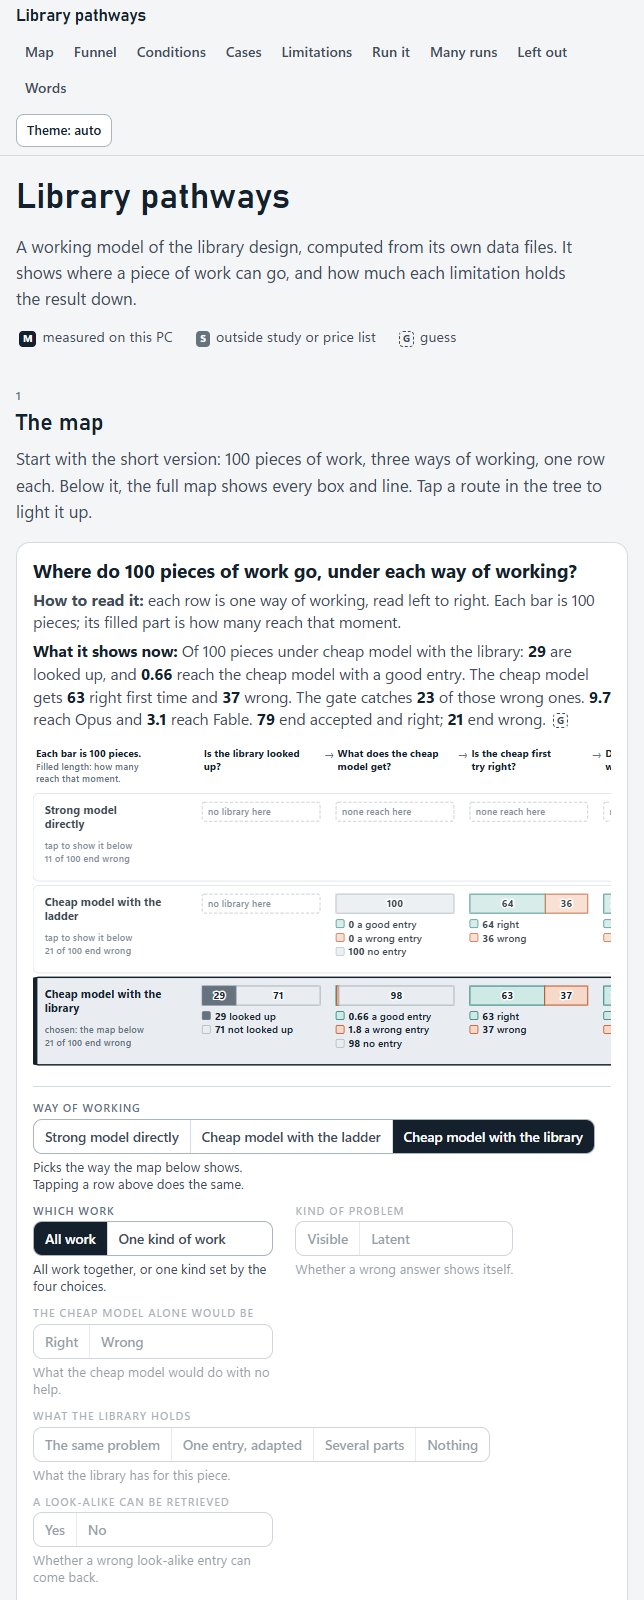 Library pathways
Map Funnel Conditions Cases Limitations Run it Many runs Left out
Words
Theme: auto
Library pathways
A working model of the library design, computed from its own data files. It
shows where a piece of work can go, and how much each limitation holds
the result down.
M measured on this PC S outside study or price list G guess
1
The map
Start with the short version: 100 pieces of work, three ways of working, one row
each. Below it, the full map shows every box and line. Tap a route in the tree to
light it up.
Where do 100 pieces of work go, under each way of working?
How to read it: each row is one way of working, read left to right. Each bar is 100
pieces; its filled part is how many reach that moment.
What it shows now: Of 100 pieces under cheap model with the library: 29 are
looked up, and 0.66 reach the cheap model with a good entry. The cheap model
gets 63 right first time and 37 wrong. The gate catches 23 of those wrong ones. 9.7
reach Opus and 3.1 reach Fable. 79 end accepted and right; 21 end wrong. G
Each bar is 100 pieces.
Filled length: how many
reach that moment.
Is the library looked
up?
→ What does the cheap
model get?
→ Is the cheap first
try right?
→
Strong model
directly
tap to show it below
11 of 100 end wrong
no library here
none reach here
none reach here
Cheap model with the
ladder
tap to show it below
21 of 100 end wrong
no library here
100
0 a good entry
0 a wrong entry
100 no entry
64 36
64 right
36 wrong
Cheap model with the
library
chosen: the map below
21 of 100 end wrong
29 71
29 looked up
71 not looked up
98
0.66 a good entry
1.8 a wrong entry
98 no entry
63 37
63 right
37 wrong
WAY OF WORKING
Strong model directly Cheap model with the ladder Cheap model with the library
Picks the way the map below shows.
Tapping a row above does the same.
WHICH WORK
All work One kind of work
All work together, or one kind set by the
four choices.
KIND OF PROBLEM
Visible Latent
Whether a wrong answer shows itself.
THE CHEAP MODEL ALONE WOULD BE
Right Wrong
What the cheap model would do with no
help.
WHAT THE LIBRARY HOLDS
The same problem One entry, adapted Several parts Nothing
What the library has for this piece.
A LOOK-ALIKE CAN BE RETRIEVED
Yes No
Whether a wrong look-alike entry can
come back.